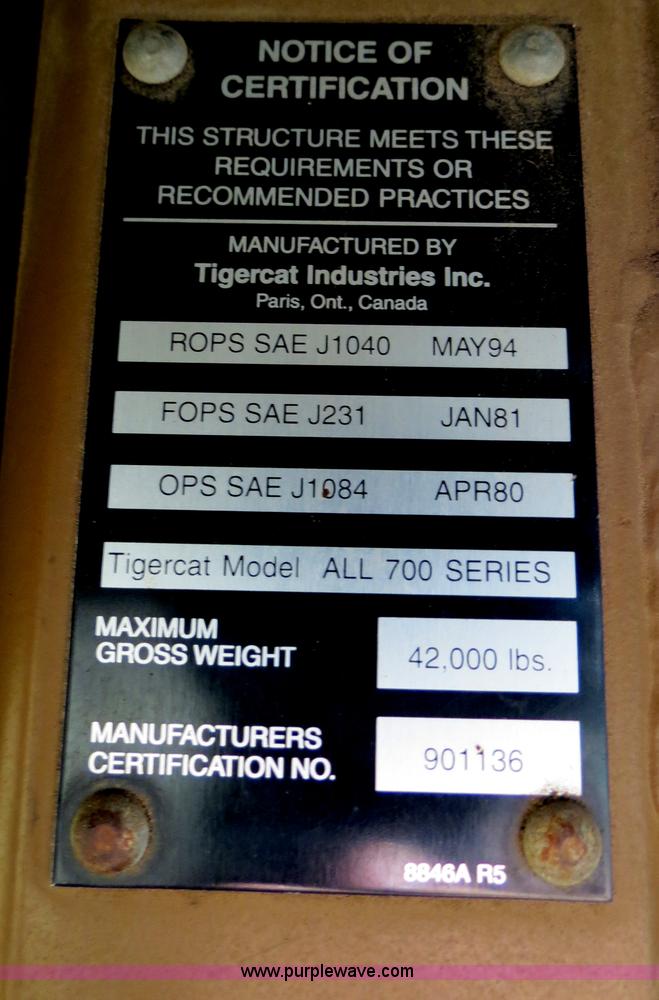 NOTICE OF
CERTIFICATION
THIS STRUCTURE MEETS THESE
REQUIREMENTS OR
RECOMMENDED PRACTICES
MANUFACTURED BY
Tigercat Industries Inc.
Paris, Ont., Canada
ROPS SAE J1040 MAY94
FOPS SAE J231 JAN81
OPS SAE J1084 APR80
Tigercat Model ALL 700 SERIES
MAXIMUM
GROSS WEIGHT 42,000 lbs.
MANUFACTURERS
CERTIFICATION NO. 901136
8846A R5
www.purplewave.com